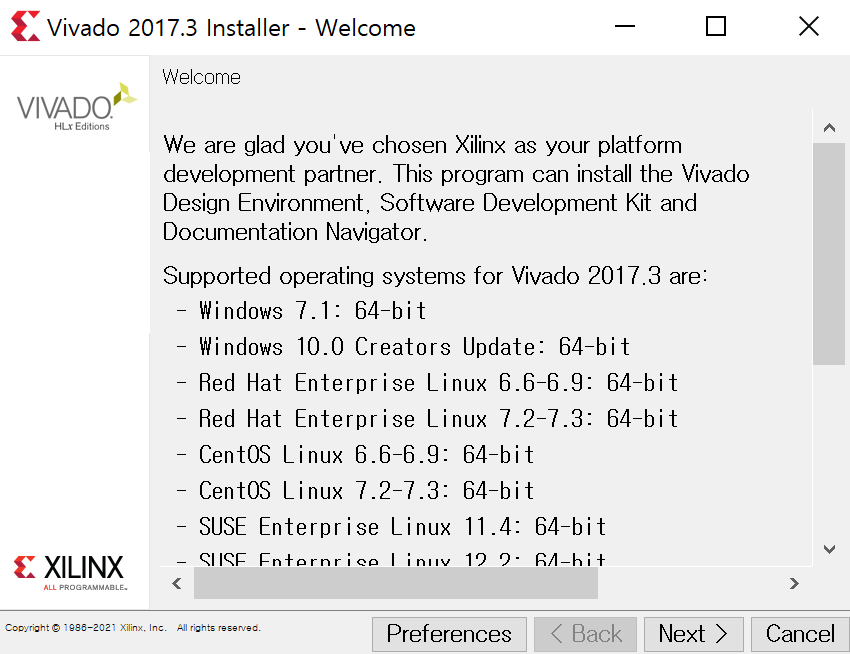 Vivado 2017.3 Installer - Welcome
VIVADO.
HLx Editions
Welcome
We are glad you've chosen Xilinx as your platform
development partner. This program can install the Vivado
Design Environment, Software Development Kit and
Documentation Navigator.
Supported operating systems for Vivado 2017.3 are:
- Windows 7.1: 64-bit
- Windows 10.0 Creators Update: 64-bit
- Red Hat Enterprise Linux 6.6-6.9: 64-bit
- Red Hat Enterprise Linux 7.2-7.3: 64-bit
- CentOS Linux 6.6-6.9: 64-bit
- CentOS Linux 7.2-7.3: 64-bit
- SUSE Enterprise Linux 11.4: 64-bit
- SUSE Enterprise Linux 12.2: 64-bit
XILINX
ALL PROGRAMMABLE™
Copyright © 1986-2021 Xilinx, Inc. All rights reserved.
Preferences < Back Next > Cancel